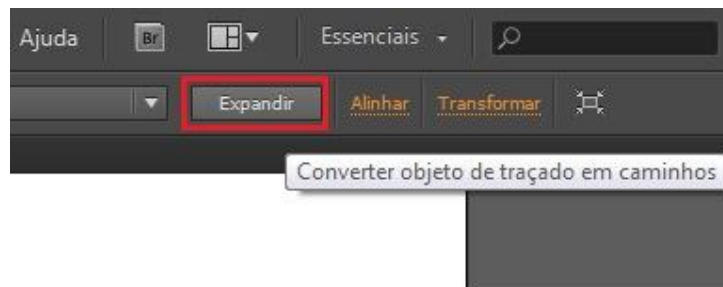 Ajuda Br Essenciais
Expandir Alinhar Transformar
Converter objeto de traçado em caminhos